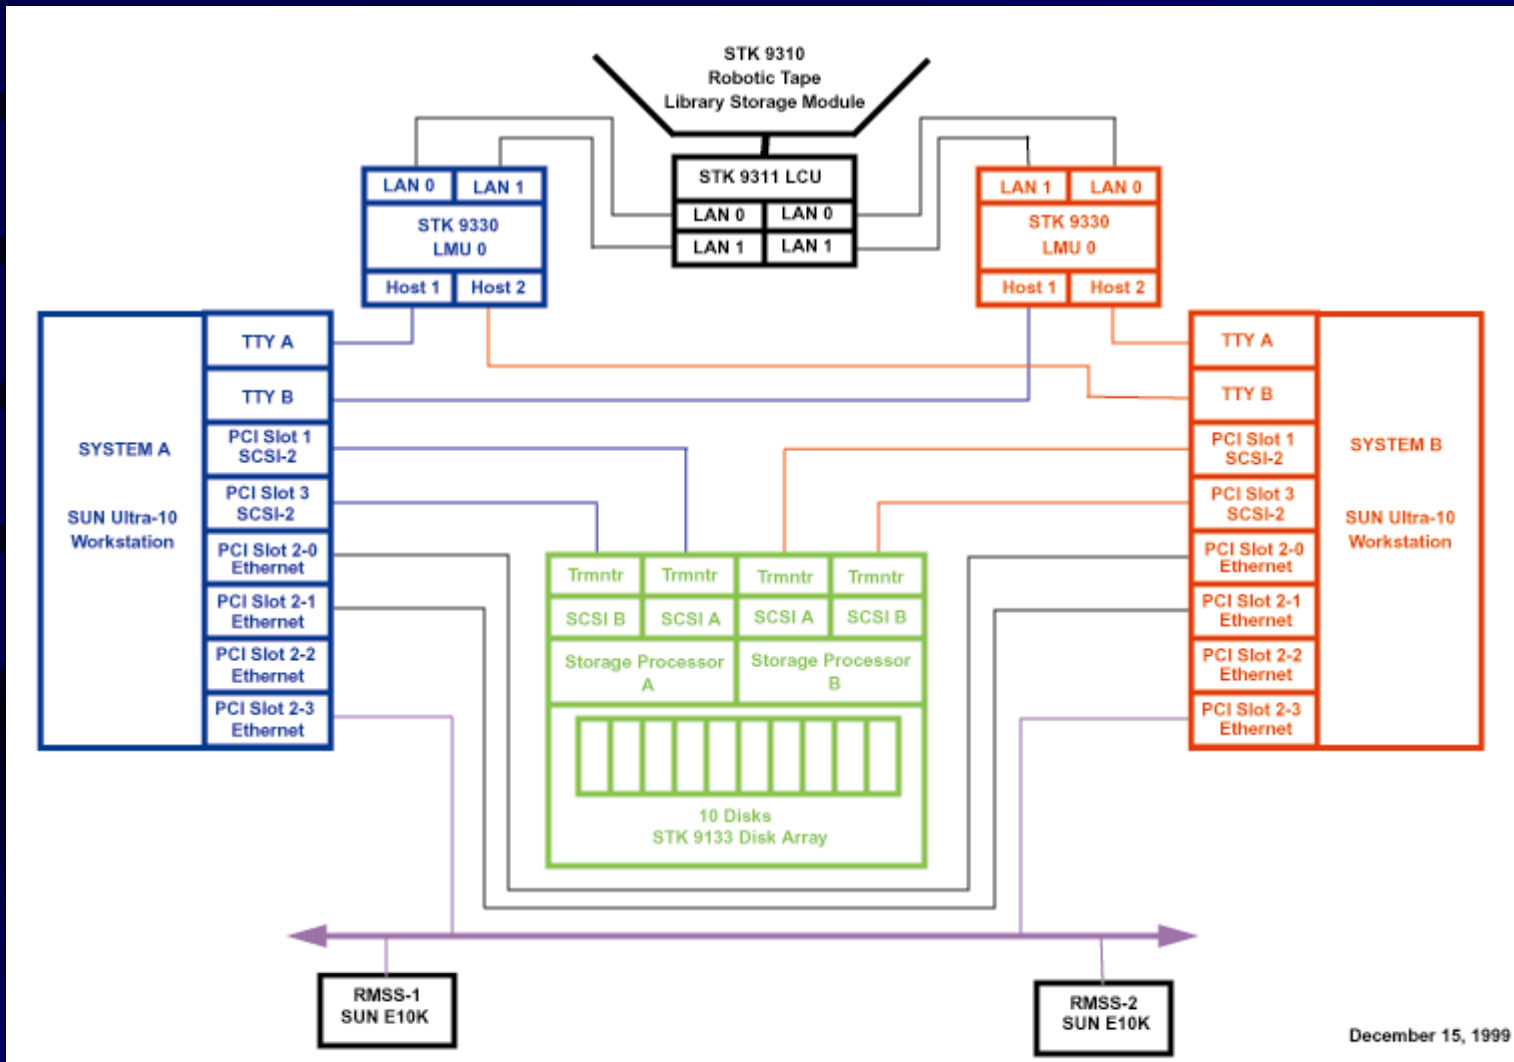 STK 9310
Robotic Tape
Library Storage Module
STK 9311 LCU
LAN 0
LAN 0
LAN 1
LAN 1
LAN 0
LAN 1
STK 9330
LMU 0
Host 1
Host 2
LAN 1
LAN 0
STK 9330
LMU 0
Host 1
Host 2
SYSTEM A
SUN Ultra-10
Workstation
TTY A
TTY B
PCI Slot 1
SCSI-2
PCI Slot 3
SCSI-2
PCI Slot 2-0
Ethernet
PCI Slot 2-1
Ethernet
PCI Slot 2-2
Ethernet
PCI Slot 2-3
Ethernet
Trmntr
Trmntr
Trmntr
Trmntr
SCSI B
SCSI A
SCSI A
SCSI B
Storage Processor
A
Storage Processor
B
10 Disks
STK 9133 Disk Array
TTY A
TTY B
PCI Slot 1
SCSI-2
PCI Slot 3
SCSI-2
PCI Slot 2-0
Ethernet
PCI Slot 2-1
Ethernet
PCI Slot 2-2
Ethernet
PCI Slot 2-3
Ethernet
SYSTEM B
SUN Ultra-10
Workstation
RMSS-1
SUN E10K
RMSS-2
SUN E10K
December 15, 1999